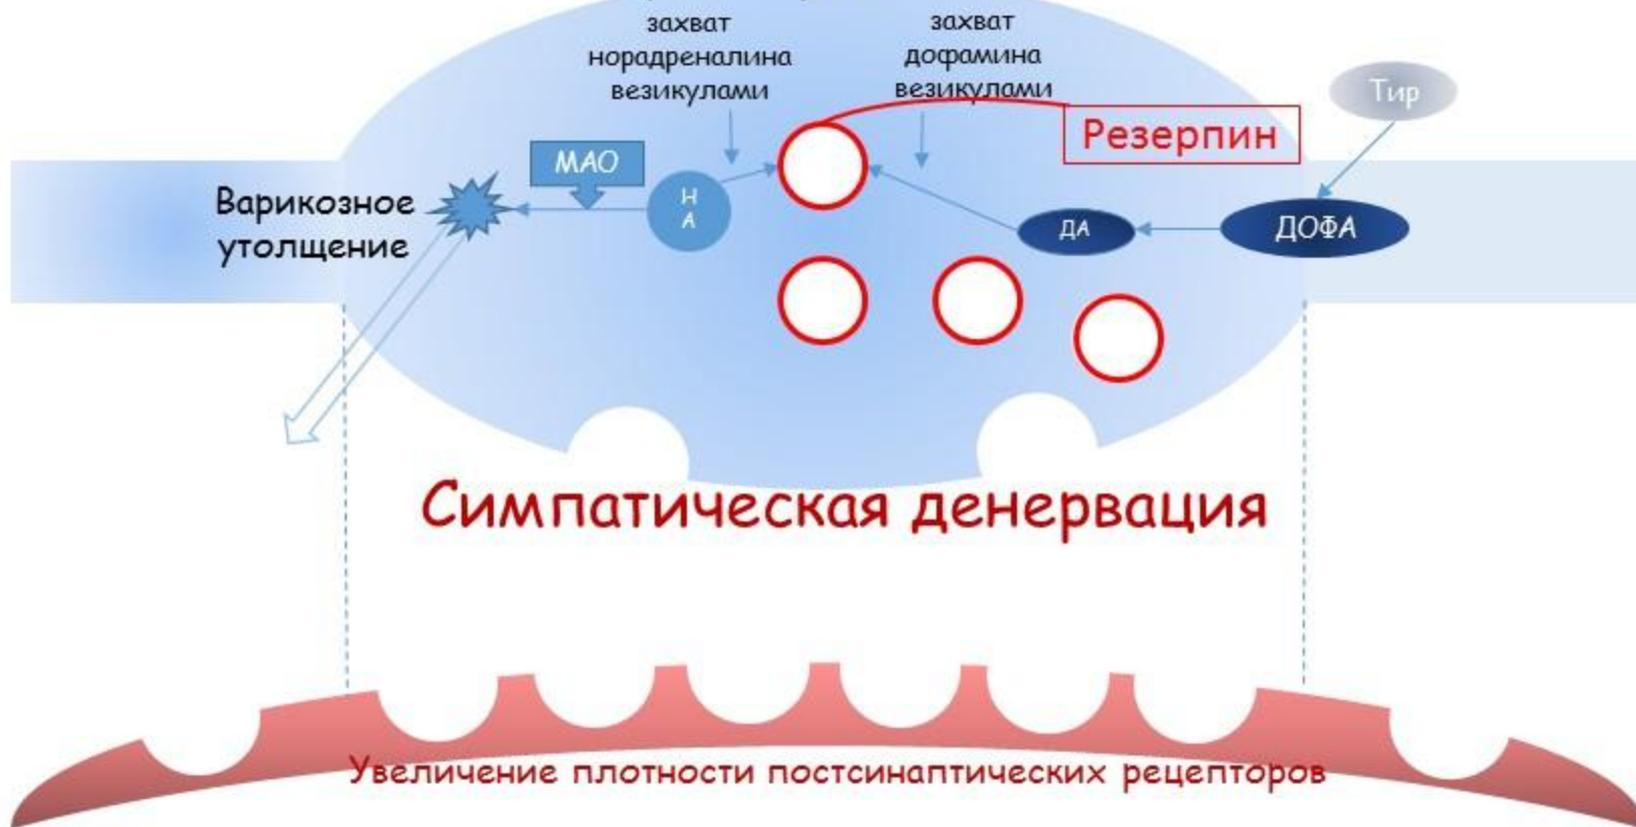 захват
норадреналина
везикулами
захват
дофамина
везикулами
Тир
Резерпин
МАО
Н
А
Варикозное
утолщение
ДА
ДОФА
Симпатическая денервация
Увеличение плотности постсинаптических рецепторов